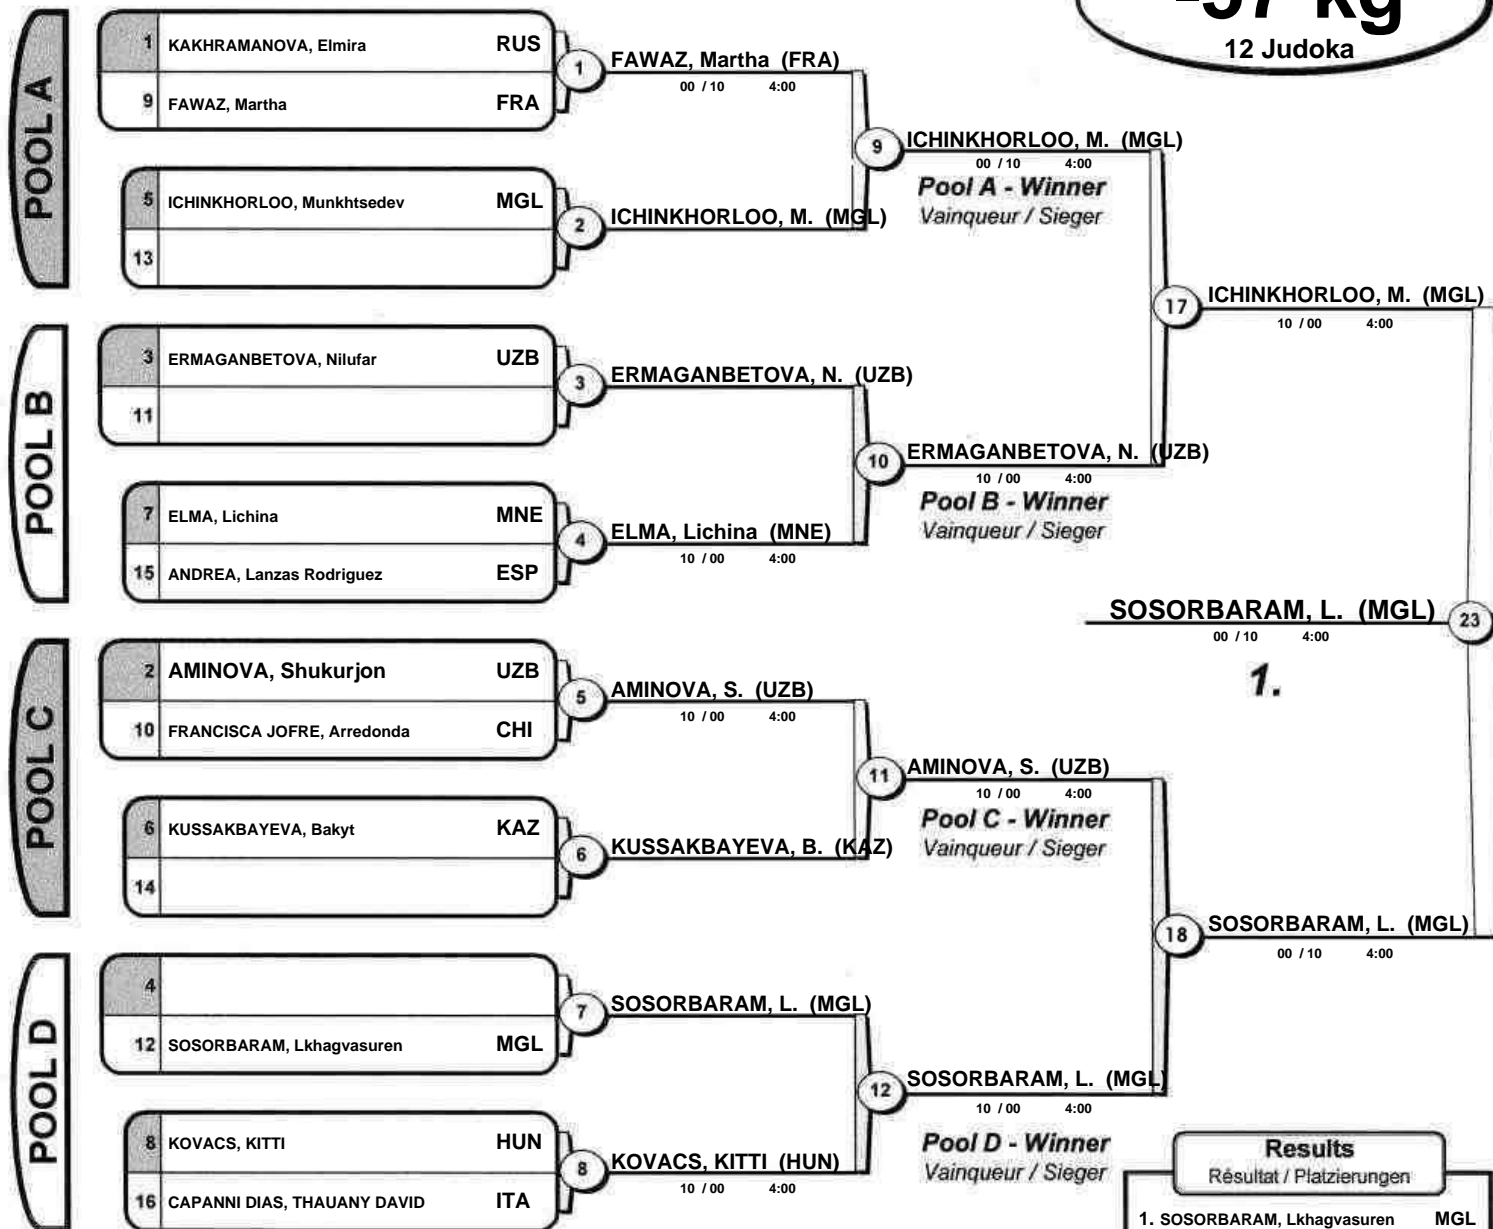 -57 kg
12 Judoka
POOL A
1 KAKHRAMANOVA, Elmira RUS
9 FAWAZ, Martha FRA
1 FAWAZ, Martha (FRA)
00 / 10 4:00
5 ICHINKHORLOO, Munkhtsedev MGL
13
2 ICHINKHORLOO, M. (MGL)
9 ICHINKHORLOO, M. (MGL)
00 / 10 4:00
Pool A - Winner
Vainqueur / Sieger
POOL B
3 ERMAGANBETOVA, Nilufar UZB
11
3 ERMAGANBETOVA, N. (UZB)
7 ELMA, Lichina MNE
15 ANDREA, Lanzas Rodriguez ESP
4 ELMA, Lichina (MNE)
10 / 00 4:00
10 ERMAGANBETOVA, N. (UZB)
10 / 00 4:00
Pool B - Winner
Vainqueur / Sieger
17 ICHINKHORLOO, M. (MGL)
10 / 00 4:00
SOSORBARAM, L. (MGL) 23
00 / 10 4:00
1.
POOL C
2 AMINOVA, Shukurjon UZB
10 FRANCISCA JOFRE, Arredonda CHI
5 AMINOVA, S. (UZB)
10 / 00 4:00
6 KUSSAKBAYEVA, Bakyt KAZ
14
6 KUSSAKBAYEVA, B. (KAZ)
11 AMINOVA, S. (UZB)
10 / 00 4:00
Pool C - Winner
Vainqueur / Sieger
POOL D
4
12 SOSORBARAM, Lkhagvasuren MGL
7 SOSORBARAM, L. (MGL)
8 KOVACS, KITTI HUN
16 CAPANNI DIAS, THAUANY DAVID ITA
8 KOVACS, KITTI (HUN)
10 / 00 4:00
12 SOSORBARAM, L. (MGL)
10 / 00 4:00
Pool D - Winner
Vainqueur / Sieger
18 SOSORBARAM, L. (MGL)
00 / 10 4:00
Results
Résultat / Platzierungen
1. SOSORBARAM, Lkhagvasuren MGL